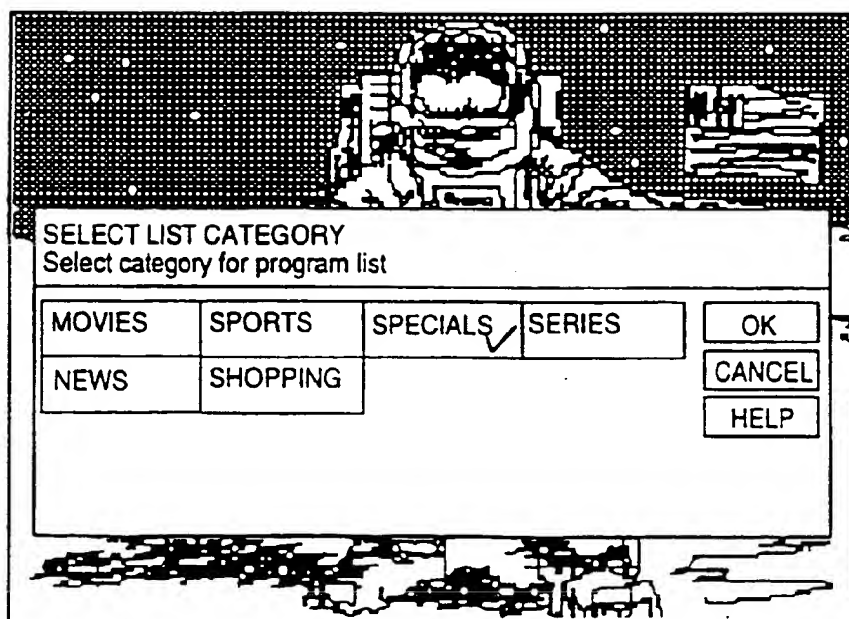 SELECT LIST CATEGORY
Select category for program list
MOVIES SPORTS SPECIALS SERIES OK
NEWS SHOPPING CANCEL
HELP